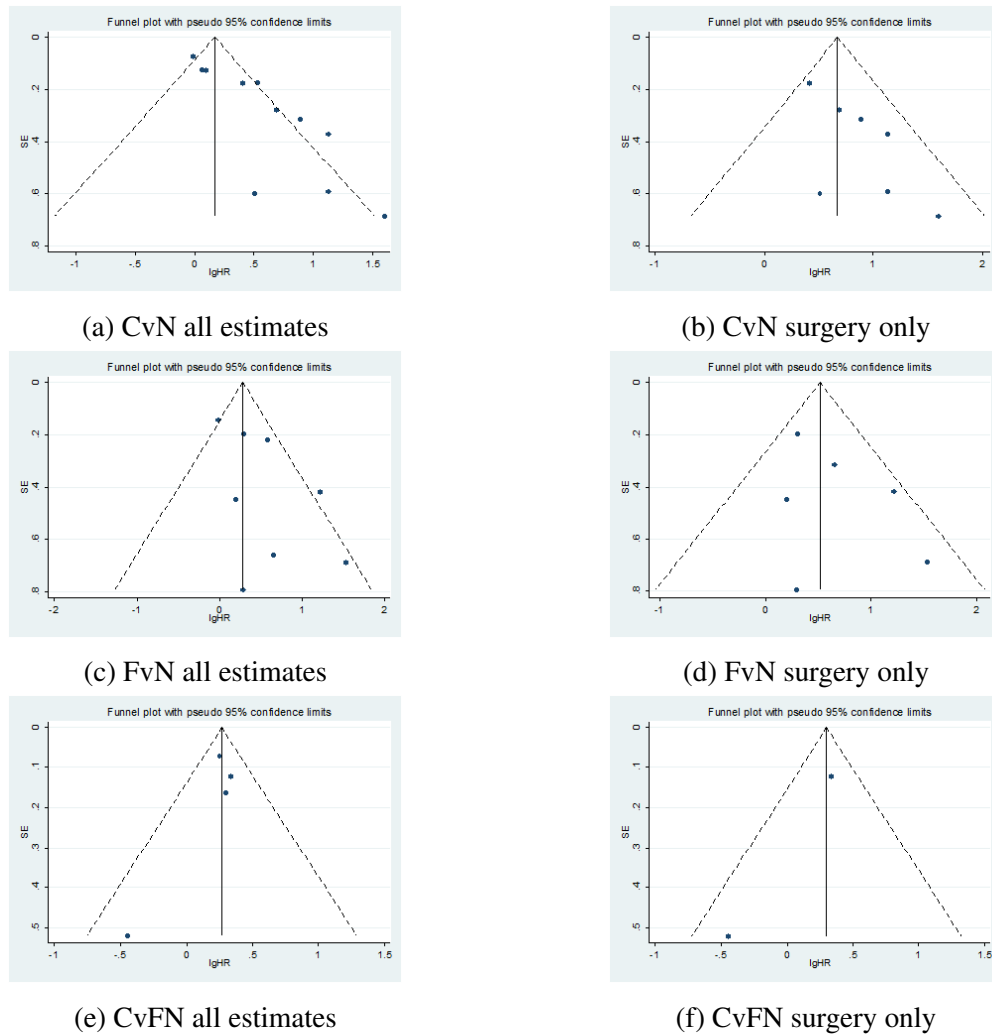 Funnel plot with pseudo 95% confidence limits
0
.2
.4
.6
.8
SE
-1 -.5 0 .5 1 1.5
lgHR
(a) CvN all estimates
Funnel plot with pseudo 95% confidence limits
0
.2
.4
.6
.8
SE
-1 0 1 2
lgHR
(b) CvN surgery only
Funnel plot with pseudo 95% confidence limits
0
.2
.4
.6
.8
SE
-2 -1 0 1 2
lgHR
(c) FvN all estimates
Funnel plot with pseudo 95% confidence limits
0
.2
.4
.6
.8
SE
-1 0 1 2
lgHR
(d) FvN surgery only
Funnel plot with pseudo 95% confidence limits
0
.1
.2
.3
.4
.5
SE
-1 -.5 0 .5 1 1.5
lgHR
(e) CvFN all estimates
Funnel plot with pseudo 95% confidence limits
0
.1
.2
.3
.4
.5
SE
-1 -.5 0 .5 1 1.5
lgHR
(f) CvFN surgery only